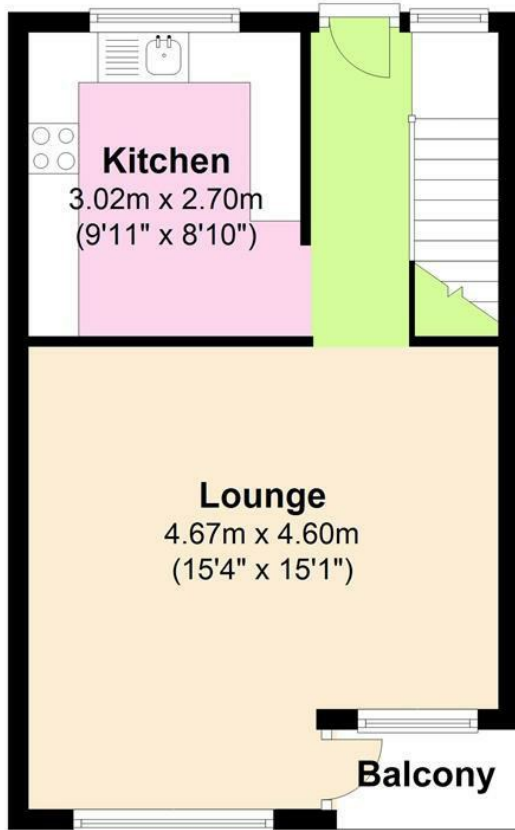 Kitchen
3.02m x 2.70m
(9'11" x 8'10")
Lounge
4.67m x 4.60m
(15'4" x 15'1")
Balcony